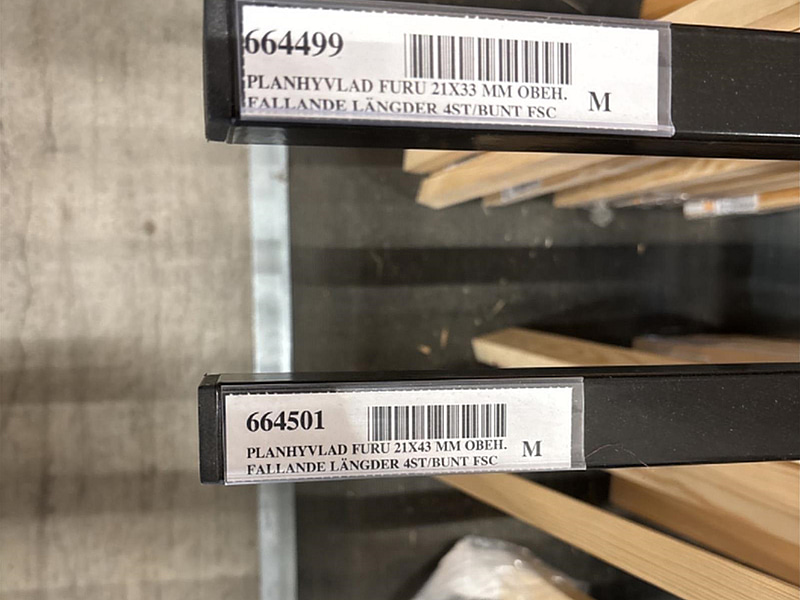 664499
PLANHYVLAD FURU 21X33 MM OBEH.
FALLANDE LÄNGDER 4ST/BUNT FSC
M
664501
PLANHYVLAD FURU 21X43 MM OBEH.
FALLANDE LÄNGDER 4ST/BUNT FSC
M